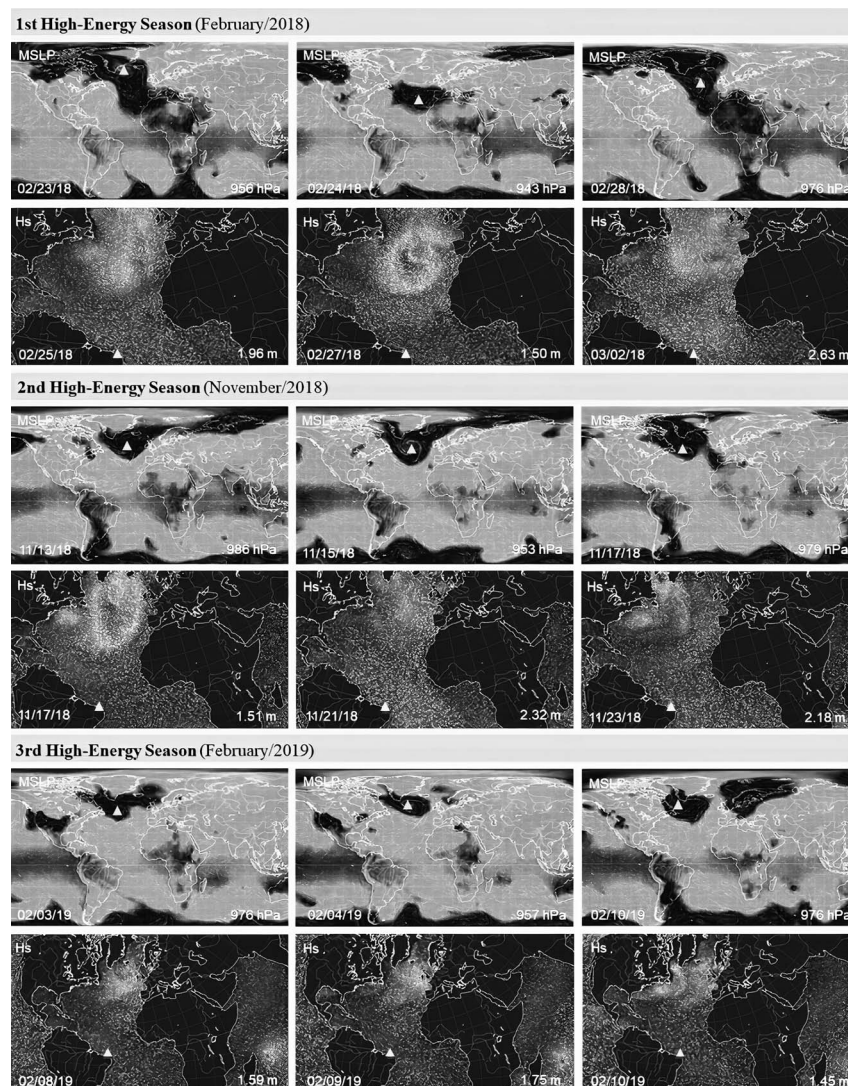 1st High-Energy Season (February/2018)
MSLP
02/23/18 956 hPa
02/24/18 943 hPa
MSLP
02/28/18 976 hPa
Hs
02/25/18 1.96 m
02/27/18 1.50 m
03/02/18 2.63 m
2nd High-Energy Season (November/2018)
MSLP
11/13/18 986 hPa
MSLP
11/15/18 953 hPa
MSLP
11/17/18 979 hPa
Hs
11/17/18 1.51 m
Hs
11/21/18 2.32 m
Hs
11/23/18 2.18 m
3rd High-Energy Season (February/2019)
MSLP
02/03/19 976 hPa
MSLP
02/04/19 957 hPa
MSLP
02/10/19 976 hPa
Hs
02/08/19 1.59 m
Hs
02/09/19 1.75 m
Hs
02/10/19 .45 m